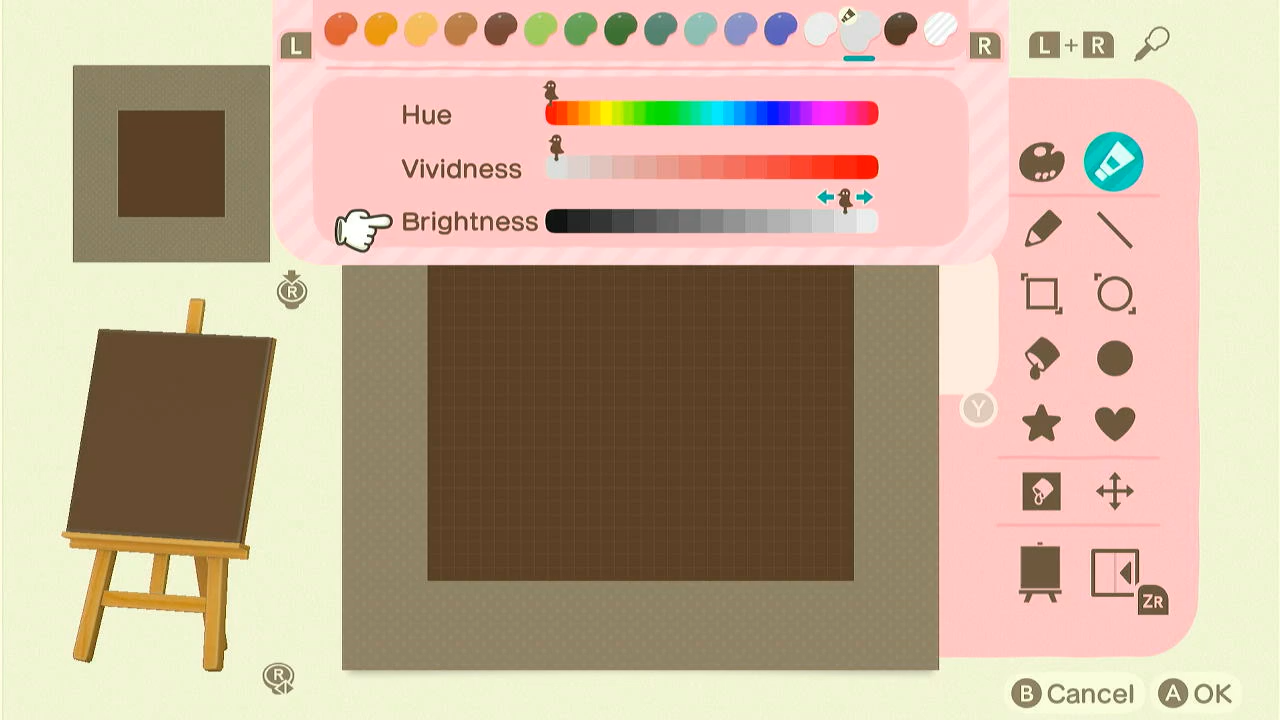 L
R
L + R
Hue
Vividness
Brightness
R
Y
ZR
R
B Cancel
A OK